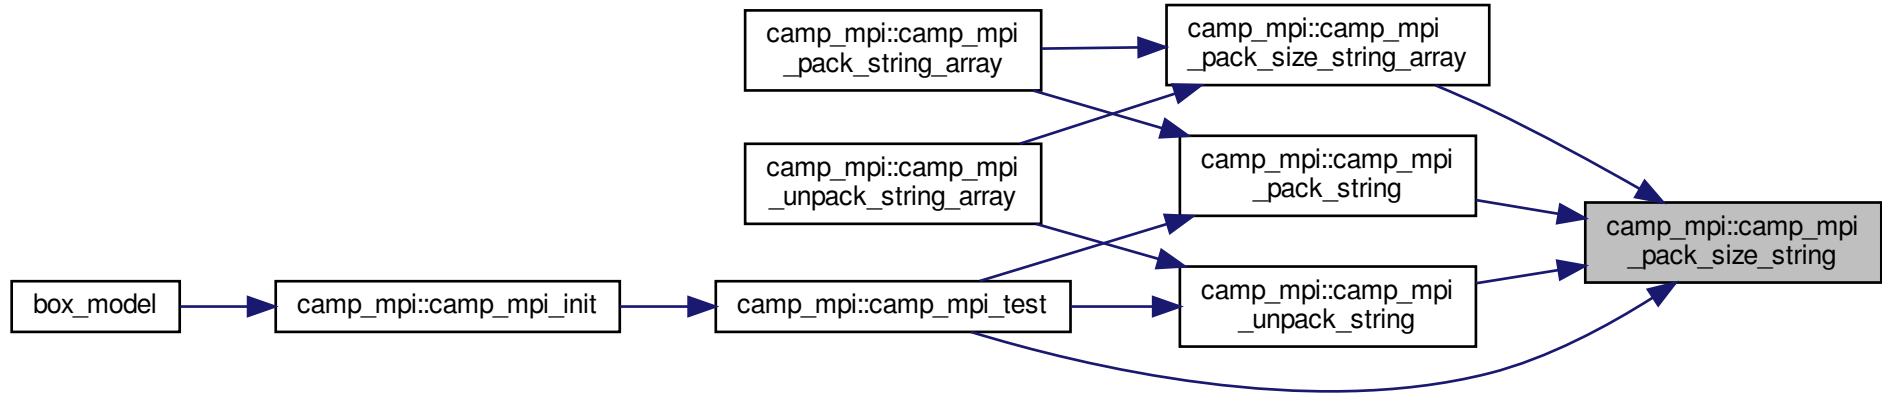 camp_mpi::camp_mpi
_pack_string_array
camp_mpi::camp_mpi
_pack_size_string_array
camp_mpi::camp_mpi
_unpack_string_array
camp_mpi::camp_mpi
_pack_string
camp_mpi::camp_mpi
_pack_size_string
box_model
camp_mpi::camp_mpi_init
camp_mpi::camp_mpi_test
camp_mpi::camp_mpi
_unpack_string